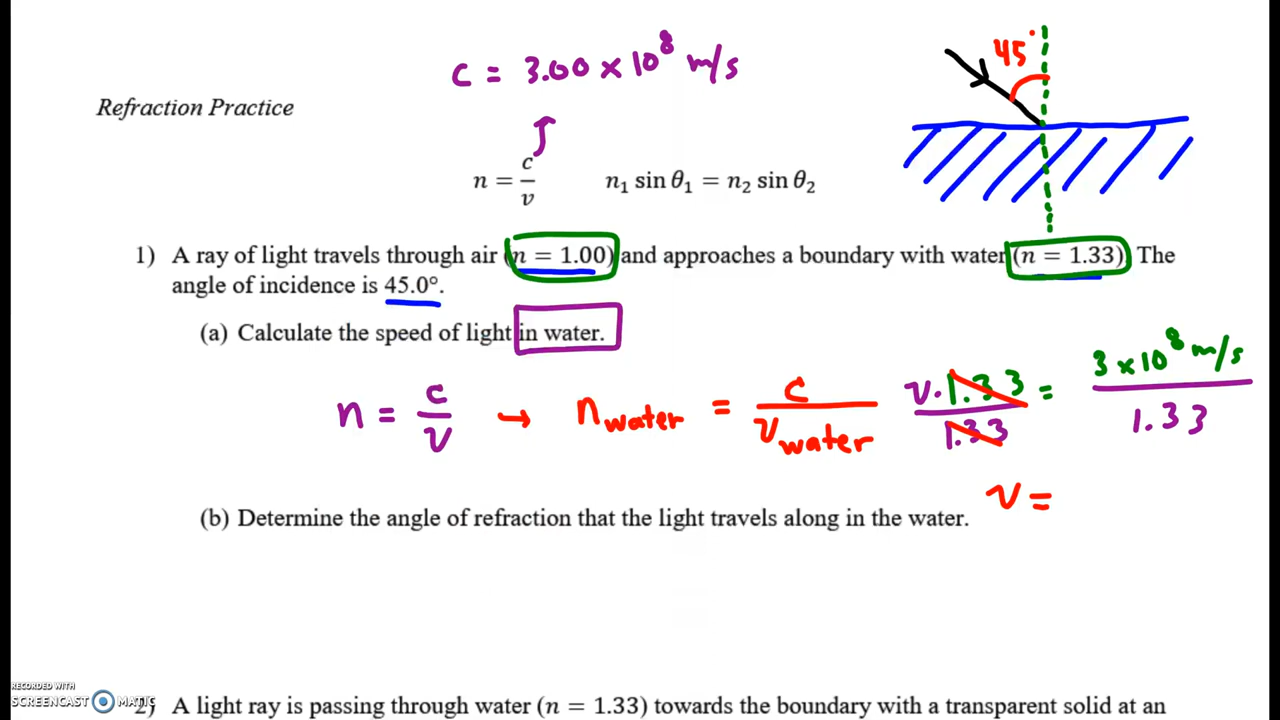 c = 3.00 × 10⁸ m/s
45°
Refraction Practice
n = c/v
n₁ sin θ₁ = n₂ sin θ₂
1) A ray of light travels through air (n = 1.00) and approaches a boundary with water (n = 1.33). The
angle of incidence is 45.0°.
(a) Calculate the speed of light in water.
n = c/v → n water = c/v water
v · 1.33/1.33 = 3 × 10⁸ m/s/1.33
v =
(b) Determine the angle of refraction that the light travels along in the water.
RECORDED WITH
SCREENCAST MATIC
2) A light ray is passing through water (n = 1.33) towards the boundary with a transparent solid at an